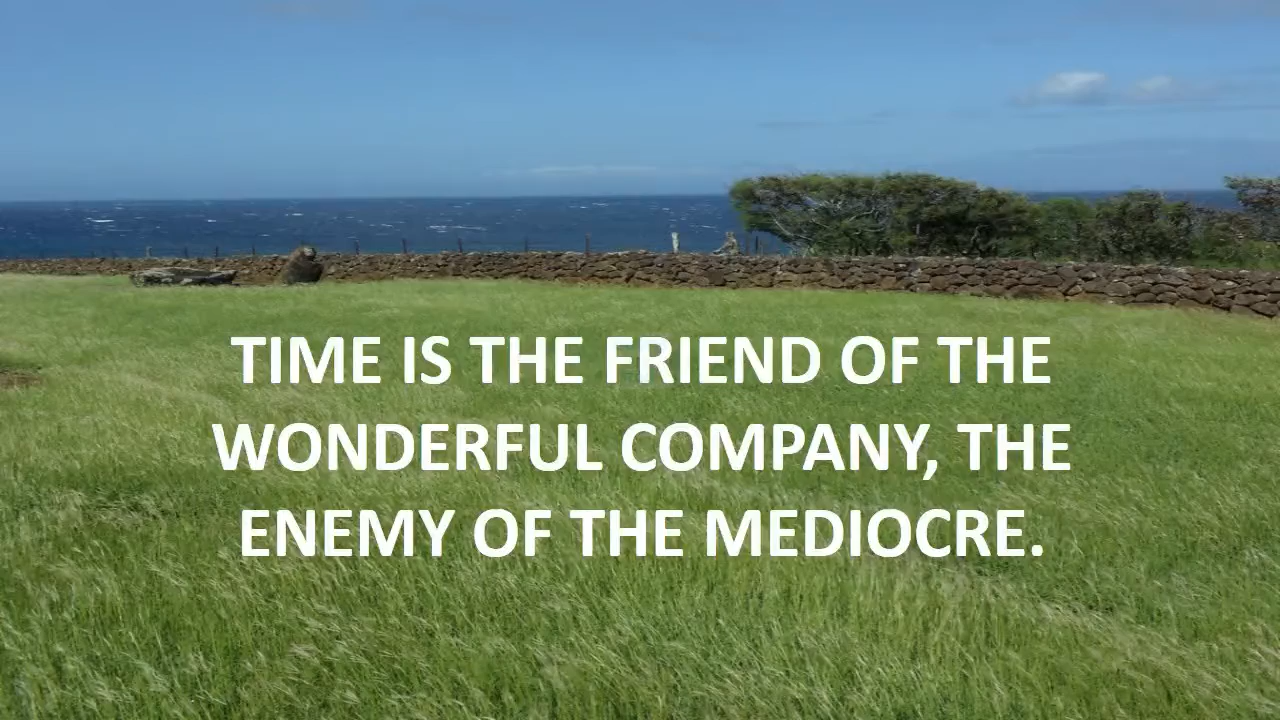 TIME IS THE FRIEND OF THE
WONDERFUL COMPANY, THE
ENEMY OF THE MEDIOCRE.